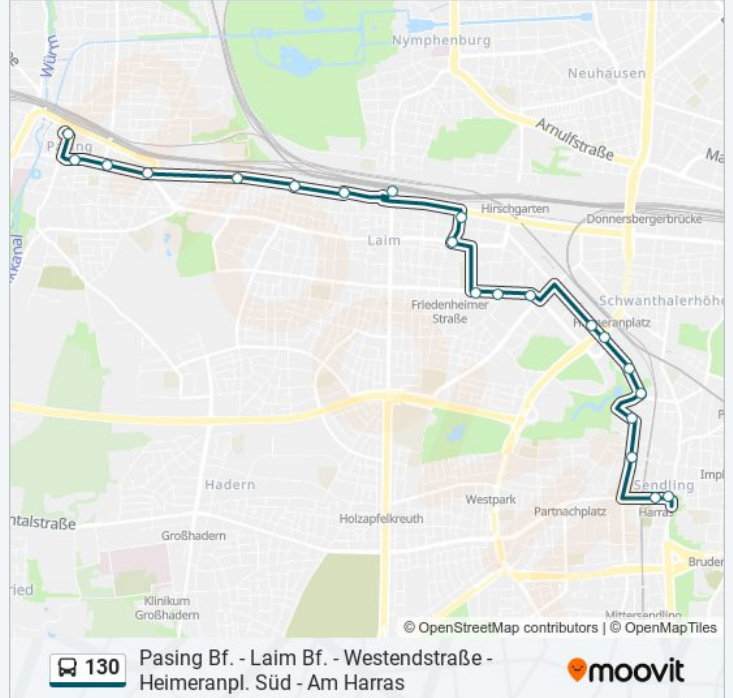 Würm
Nymphenburg
Neuhausen
Arnulfstraße
Pasing
Hirschgarten
Donnersbergerbrücke
Laim
Friedenheimer
Straße
Schwanthalerhöhe
Heimeranplatz
Hadern
Sendling
Westpark
Holzapfelkreuth
Partnachplatz
Harras
Großhadern
Klinikum
Großhadern
Mittersendling
© OpenStreetMap contributors | © OpenMapTiles
130
Pasing Bf. - Laim Bf. - Westendstraße -
Heimeranpl. Süd - Am Harras
moovit